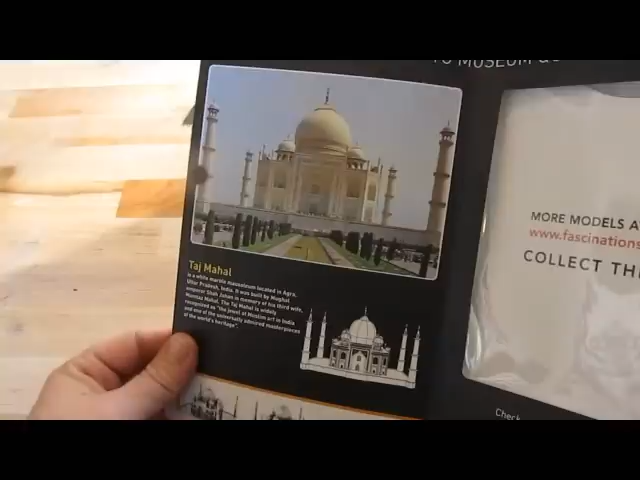 TO MUSEUM &
Taj Mahal
is a white marble mausoleum located in Agra,
Uttar Pradesh, India. It was built by Mughal
emperor Shah Jahan in memory of his third wife,
Mumtaz Mahal. The Taj Mahal is widely
recognized as "the jewel of Muslim art in India
and one of the universally admired masterpieces
of the world's heritage".
MORE MODELS A
www.fascinations
COLLECT TH
Check